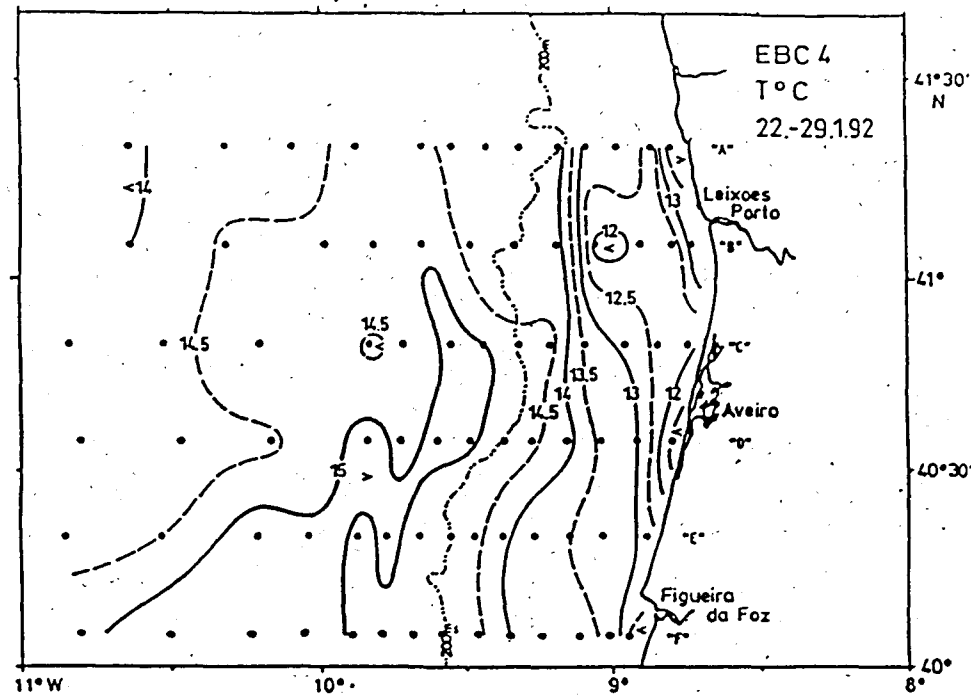 EBC 4
T°C
22.-29.1.92
200m
41°30'
N
"A"
<14
13
Leixoes
Porto
12
"B"
41°
12.5
14.5
14.5
"C"
13.5
14
13
12
14.5
Aveiro
"D"
15
40°30'
"E"
Figueira
da Foz
200m
"F"
11°W
10°
9°
8°
40°